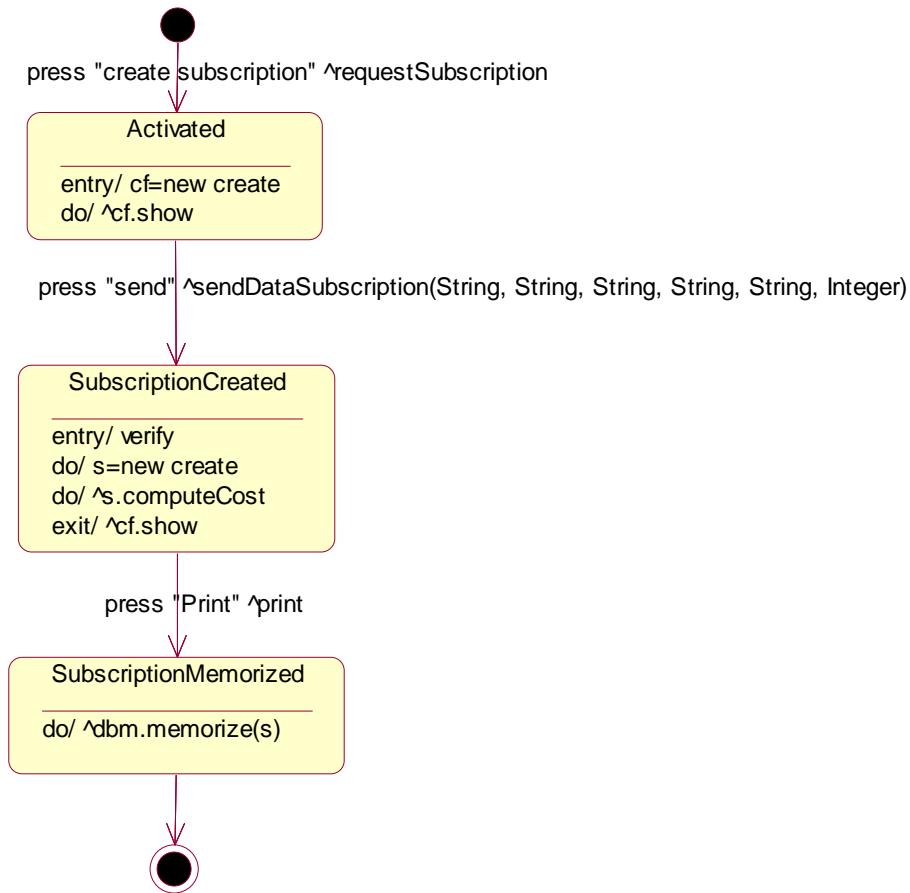 press "create subscription" ^requestSubscription
Activated
entry/ cf=new create
do/ ^cf.show
press "send" ^sendDataSubscription(String, String, String, String, String, Integer)
SubscriptionCreated
entry/ verify
do/ s=new create
do/ ^s.computeCost
exit/ ^cf.show
press "Print" ^print
SubscriptionMemorized
do/ ^dbm.memorize(s)